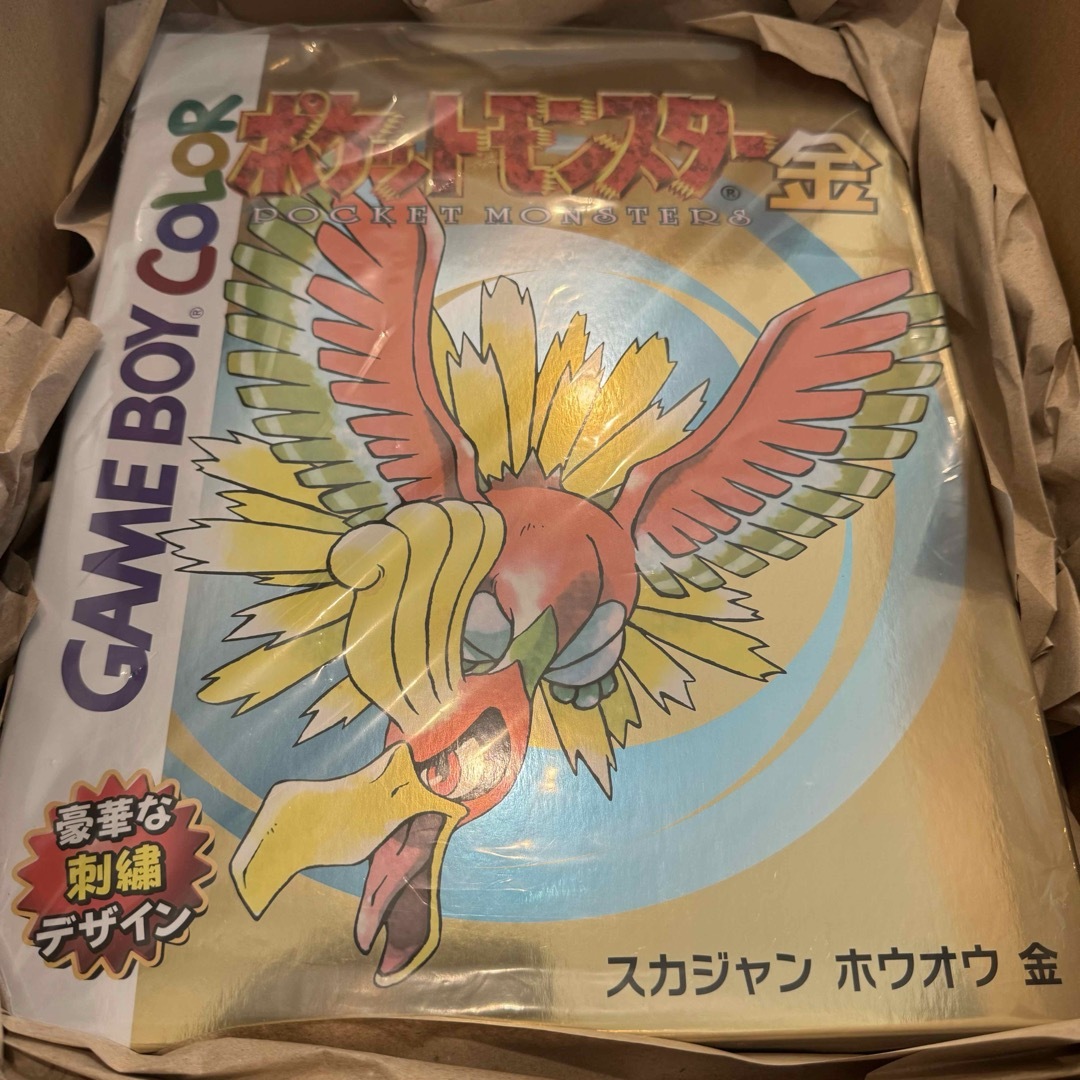 ポケットモンスター®金
POCKET MONSTERS
GAME BOY® COLOR
豪華な
刺繍
デザイン
スカジャン ホウオウ 金